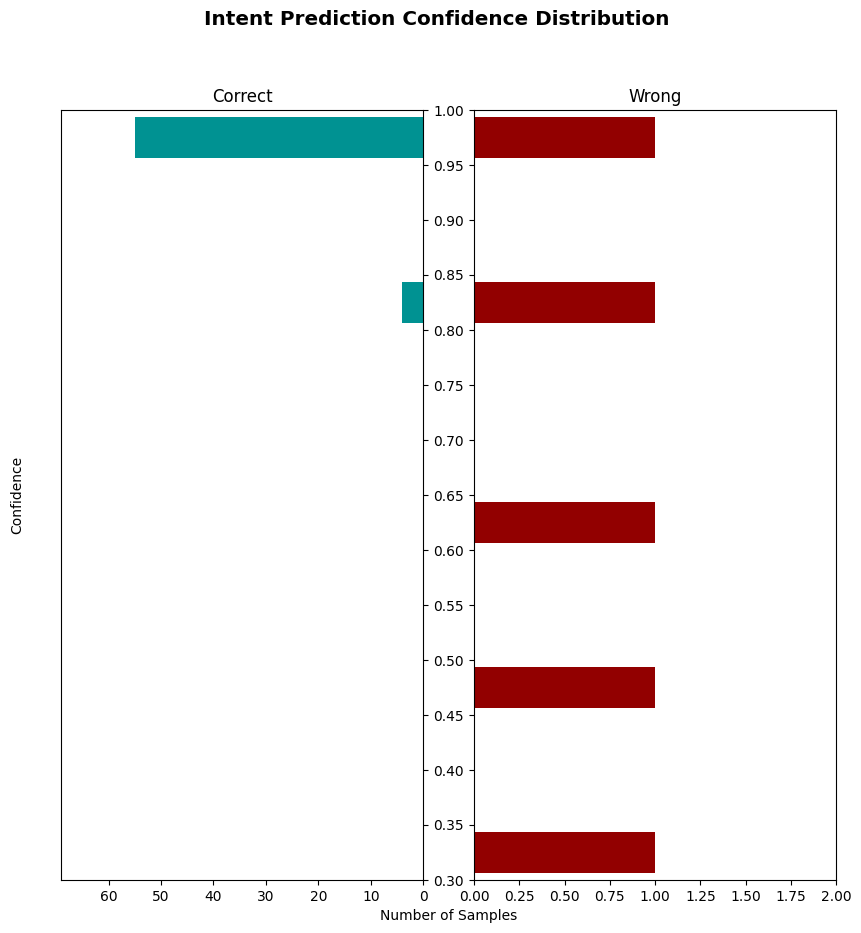 Intent Prediction Confidence Distribution
Correct
Wrong
1.00
0.95
0.90
0.85
0.80
0.75
0.70
0.65
0.60
0.55
0.50
0.45
0.40
0.35
0.30
Confidence
60 50 40 30 20 10 0
0.00 0.25 0.50 0.75 1.00 1.25 1.50 1.75 2.00
Number of Samples